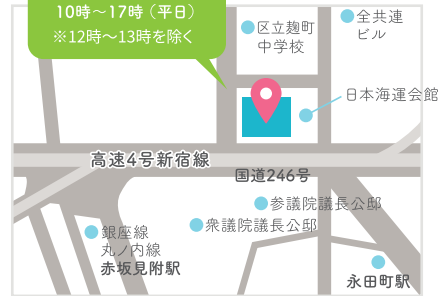 10時〜17時（平日）
※12時〜13時を除く
区立麹町
中学校
全共連
ビル
日本海運会館
高速4号新宿線
国道246号
参議院議長公邸
衆議院議長公邸
銀座線
丸ノ内線
赤坂見附駅
永田町駅